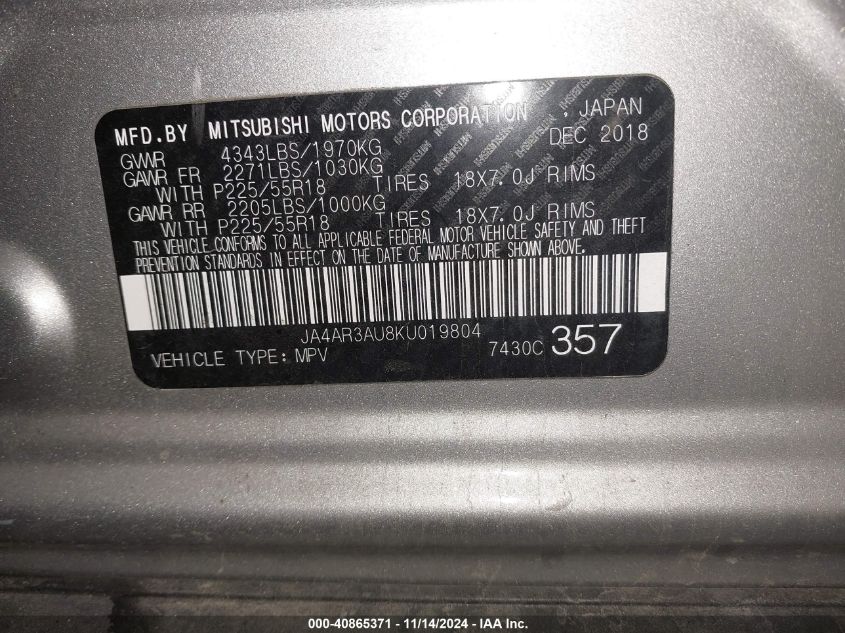 MFD.BY MITSUBISHI MOTORS CORPORATION , JAPAN
GVWR 4343LBS/1970KG DEC 2018
GAWR FR 2271LBS/1030KG
WITH P225/55R18 TIRES 18X7.0J RIMS
GAWR RR 2205LBS/1000KG
WITH P225/55R18 TIRES 18X7.0J RIMS
THIS VEHICLE CONFORMS TO ALL APPLICABLE FEDERAL MOTOR VEHICLE SAFETY AND THEFT
PREVENTION STANDARDS IN EFFECT ON THE DATE OF MANUFACTURE SHOWN ABOVE.
JA4AR3AU8KU019804
VEHICLE TYPE: MPV 7430C 357
000-40865371 - 11/14/2024 - IAA Inc.